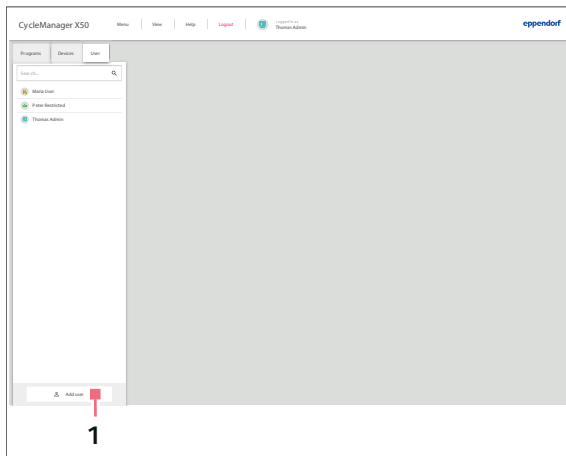 CycleManager X50
Menu
View
Help
Logout
Logged in as
Thomas Admin
eppendorf
Programs
Devices
User
Search...
Maria User
Peter Restricted
Thomas Admin
Add user
1